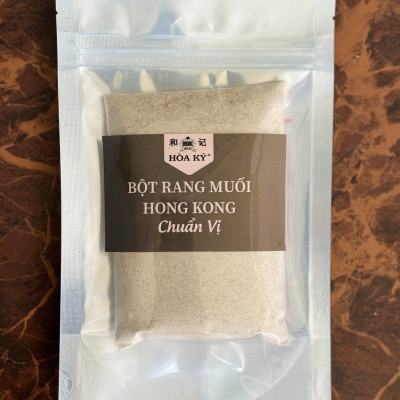 和 记
HÒA KÝ
BỘT RANG MUỐI
HONG KONG
Chuẩn Vị